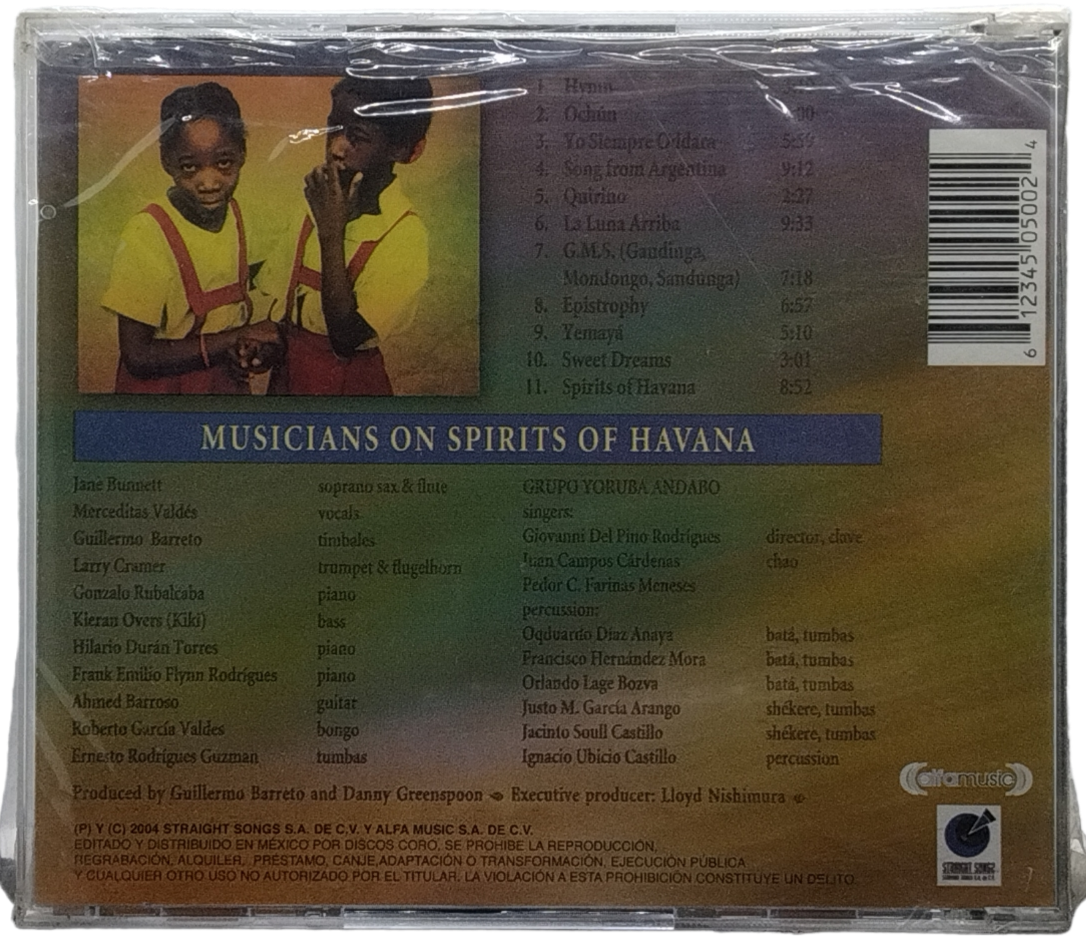 1. Hymn
2. Ochún
3. Yo Siempre Oddara 5:59
4. Song from Argentina 9:12
5. Quirino 2:27
6. La Luna Arriba 9:33
7. G.M.S. (Gandinga,
Mondongo, Sandunga) 7:18
8. Epistrophy 6:57
9. Yemayá 5:10
10. Sweet Dreams 3:01
11. Spirits of Havana 8:52
6 12345 05002 4
MUSICIANS ON SPIRITS OF HAVANA
Jane Bunnett soprano sax & flute
Merceditas Valdés vocals
Guillermo Barreto timbales
Larry Cramer trumpet & flugelhorn
Gonzalo Rubalcaba piano
Kieran Overs (Kiki) bass
Hilario Durán Torres piano
Frank Emilio Flynn Rodrígues piano
Ahmed Barroso guitar
Roberto García Valdes bongo
Ernesto Rodrígues Guzman tumbas
GRUPO YORUBA ANDABO
singers:
Giovanni Del Pino Rodrígues director, clave
Juan Campos Cárdenas chao
Pedor C. Farinas Meneses
percussion:
Oqduardo Díaz Anaya batá, tumbas
Francisco Hernández Mora batá, tumbas
Orlando Lage Bozva batá, tumbas
Justo M. García Arango shékere, tumbas
Jacinto Soull Castillo shékere, tumbas
Ignacio Ubicio Castillo percussion
Produced by Guillermo Barreto and Danny Greenspoon Executive producer: Lloyd Nishimura
alfamusic
(P) Y (C) 2004 STRAIGHT SONGS S.A. DE C.V. Y ALFA MUSIC S.A. DE C.V.
EDITADO Y DISTRIBUIDO EN MÉXICO POR DISCOS CORO. SE PROHIBE LA REPRODUCCIÓN,
REGRABACIÓN, ALQUILER, PRÉSTAMO, CANJE, ADAPTACIÓN O TRANSFORMACIÓN, EJECUCIÓN PÚBLICA
Y CUALQUIER OTRO USO NO AUTORIZADO POR EL TITULAR. LA VIOLACIÓN A ESTA PROHIBICIÓN CONSTITUYE UN DELITO
STRAIGHT SONGS